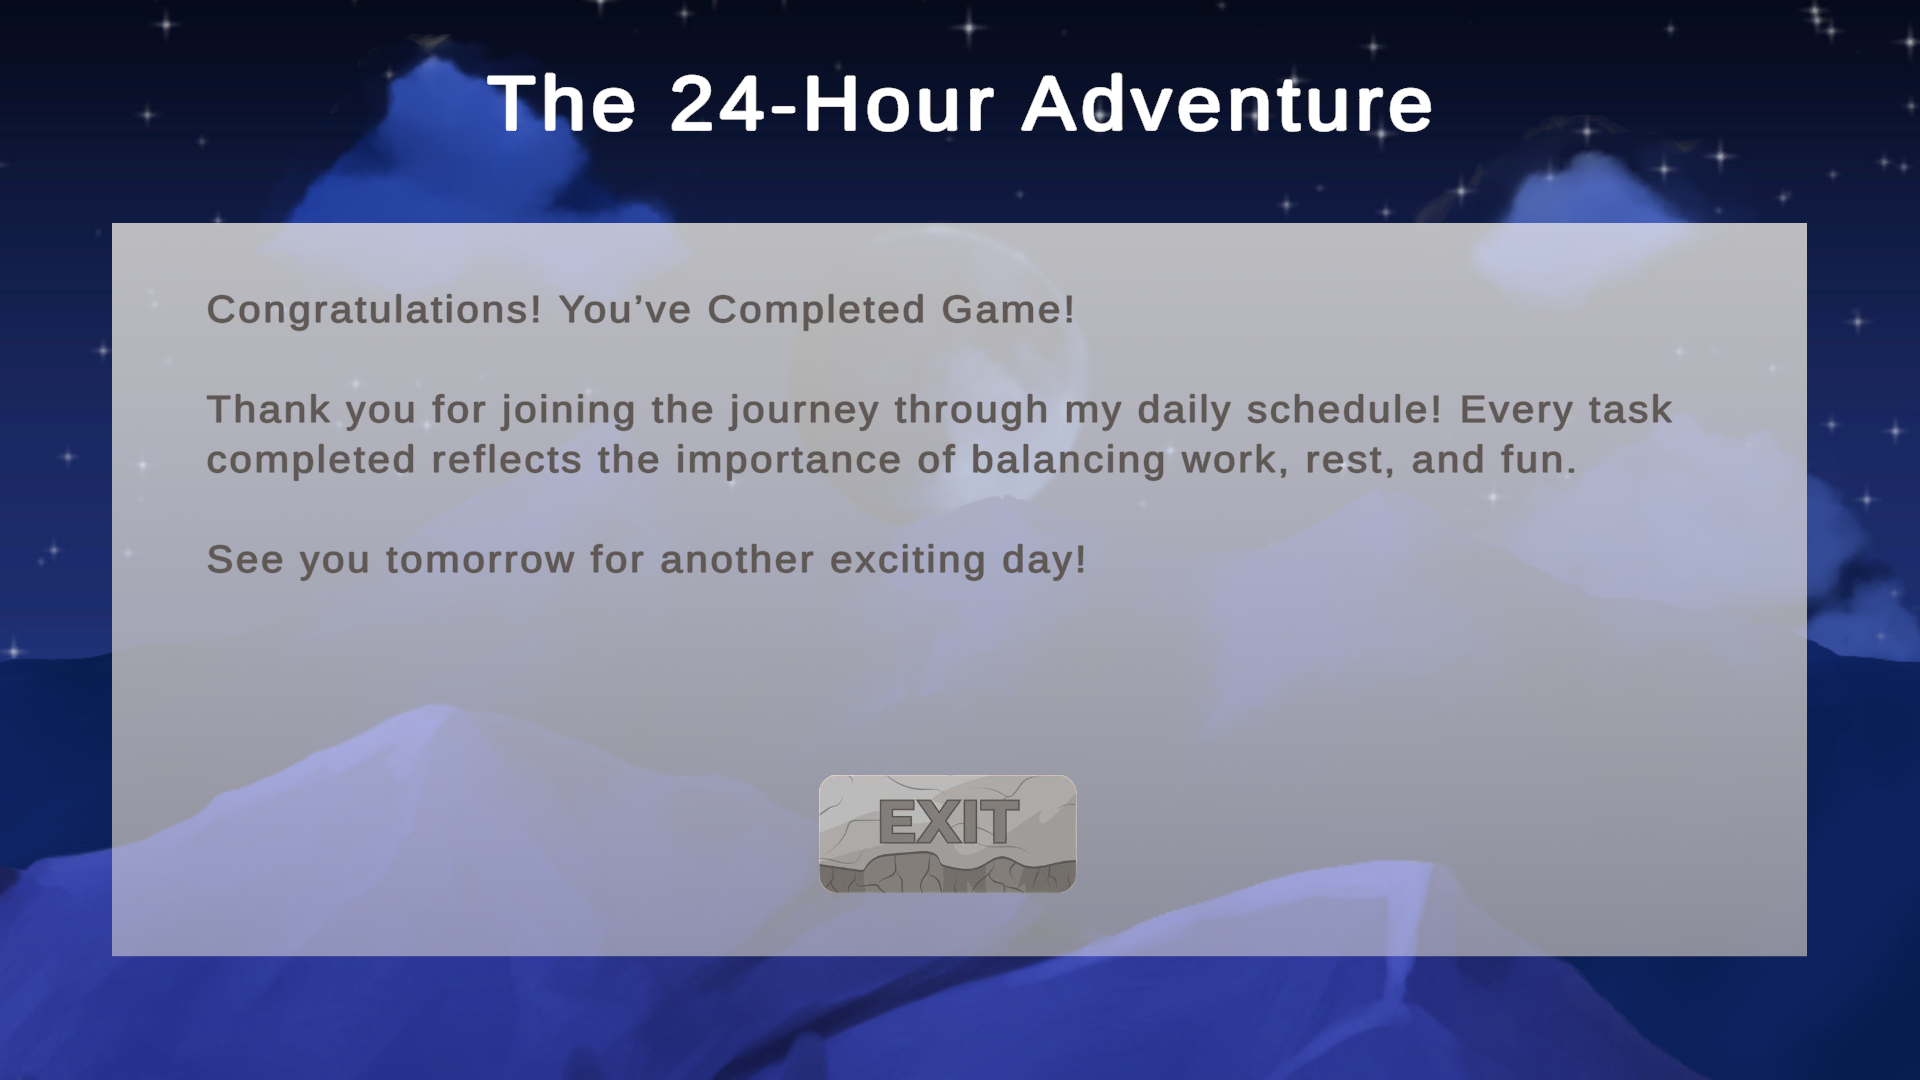 The 24-Hour Adventure
Congratulations! You’ve Completed Game!
Thank you for joining the journey through my daily schedule! Every task
completed reflects the importance of balancing work, rest, and fun.
See you tomorrow for another exciting day!
EXIT